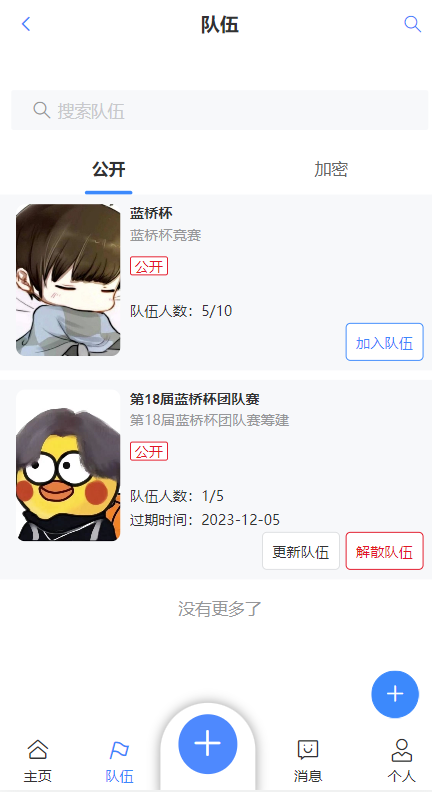 队伍
搜索队伍
公开 加密
蓝桥杯
蓝桥杯竞赛
公开
队伍人数：5/10
加入队伍
第18届蓝桥杯团队赛
第18届蓝桥杯团队赛筹建
公开
队伍人数：1/5
过期时间：2023-12-05
更新队伍 解散队伍
没有更多了
主页 队伍 消息 个人